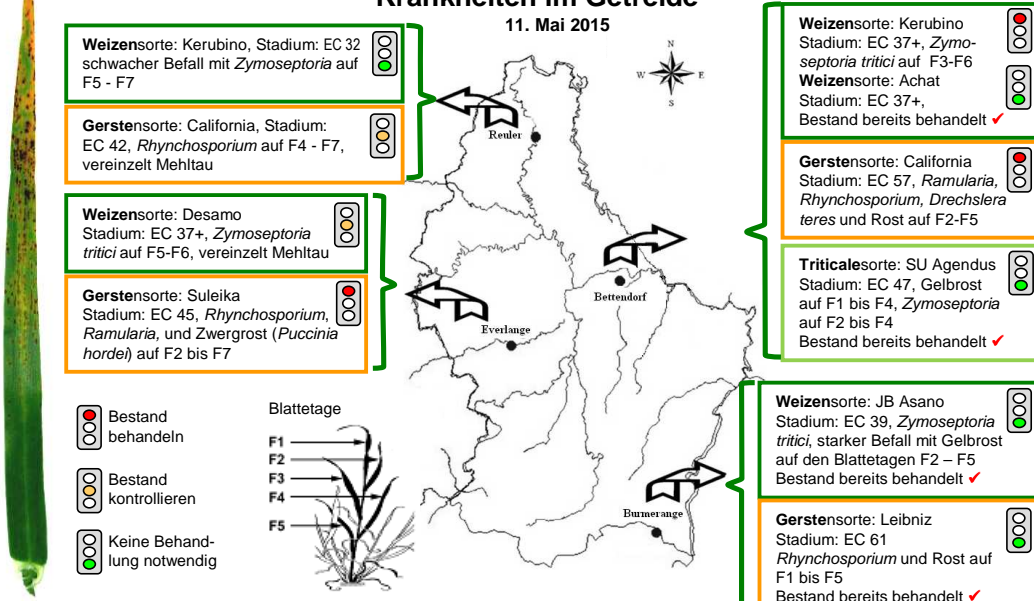 Krankheiten im Getreide
11. Mai 2015
Weizensorte: Kerubino, Stadium: EC 32
schwacher Befall mit Zymoseptoria auf
F5 - F7
Gerstensorte: California, Stadium:
EC 42, Rhynchosporium auf F4 - F7,
vereinzelt Mehltau
Weizensorte: Desamo
Stadium: EC 37+, Zymoseptoria
tritici auf F5-F6, vereinzelt Mehltau
Gerstensorte: Suleika
Stadium: EC 45, Rhynchosporium,
Ramularia, und Zwergrost (Puccinia
hordei) auf F2 bis F7
Bestand
behandeln
Bestand
kontrollieren
Keine Behand-
lung notwendig
Blattetage
F1
F2
F3
F4
F5
N
W E
S
Reuler
Bettendorf
Everlange
Burmerange
Weizensorte: Kerubino
Stadium: EC 37+, Zymo-
septoria tritici auf F3-F6
Weizensorte: Achat
Stadium: EC 37+,
Bestand bereits behandelt ✓
Gerstensorte: California
Stadium: EC 57, Ramularia,
Rhynchosporium, Drechslera
teres und Rost auf F2-F5
Triticalesorte: SU Agendus
Stadium: EC 47, Gelbrost
auf F1 bis F4, Zymoseptoria
auf F2 bis F4
Bestand bereits behandelt ✓
Weizensorte: JB Asano
Stadium: EC 39, Zymoseptoria
tritici, starker Befall mit Gelbrost
auf den Blattetagen F2 – F5
Bestand bereits behandelt ✓
Gerstensorte: Leibniz
Stadium: EC 61
Rhynchosporium und Rost auf
F1 bis F5
Bestand bereits behandelt ✓